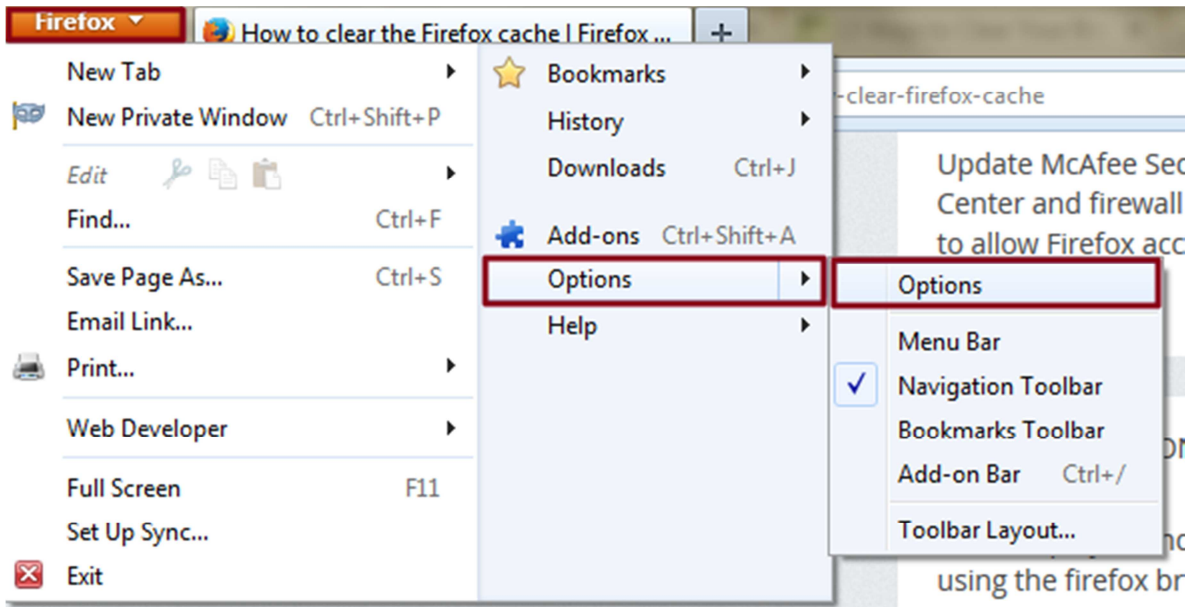 Firefox
How to clear the Firefox cache | Firefox ...
+
New Tab
New Private Window Ctrl+Shift+P
Edit
Find... Ctrl+F
Save Page As... Ctrl+S
Email Link...
Print...
Web Developer
Full Screen F11
Set Up Sync...
Exit
Bookmarks
History
Downloads Ctrl+J
Add-ons Ctrl+Shift+A
Options
Help
Options
Menu Bar
Navigation Toolbar
Bookmarks Toolbar
Add-on Bar Ctrl+/
Toolbar Layout...
-clear-firefox-cache
Update McAfee Sec
Center and firewall
to allow Firefox acc
using the firefox br